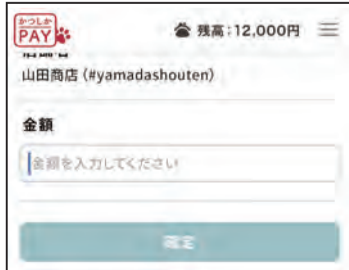 かつしか
PAY
残高:12,000円
山田商店(#yamadashouten)
金額
金額を入力してください
確定